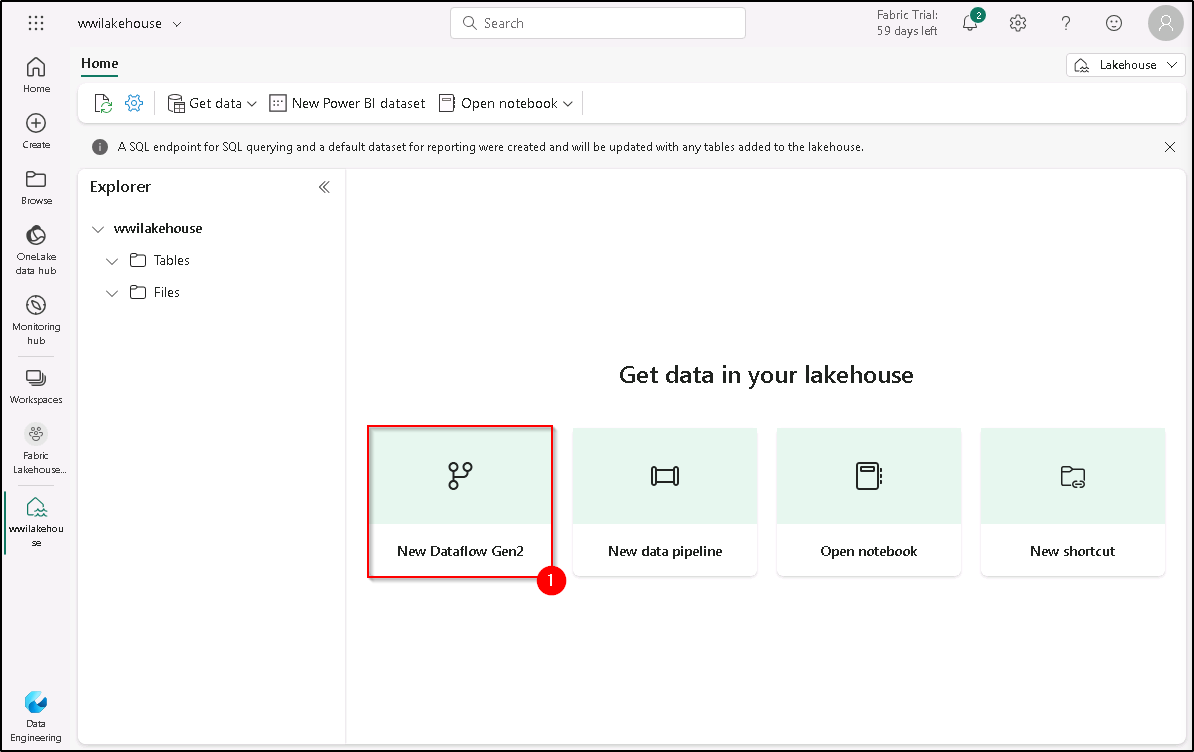 wwilakehouse
Search
Fabric Trial:
59 days left
2
Home
Lakehouse
Get data
New Power BI dataset
Open notebook
A SQL endpoint for SQL querying and a default dataset for reporting were created and will be updated with any tables added to the lakehouse.
Home
Create
Browse
OneLake
data hub
Monitoring
hub
Workspaces
Fabric
Lakehouse...
wwilakehou
se
Data
Engineering
Explorer
wwilakehouse
Tables
Files
Get data in your lakehouse
New Dataflow Gen2
1
New data pipeline
Open notebook
New shortcut